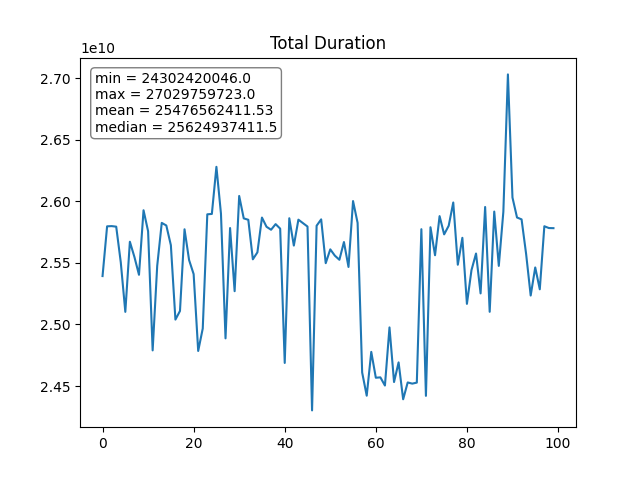 Total Duration
1e10
min = 24302420046.0
max = 27029759723.0
mean = 25476562411.53
median = 25624937411.5
2.70
2.65
2.60
2.55
2.50
2.45
0 20 40 60 80 100